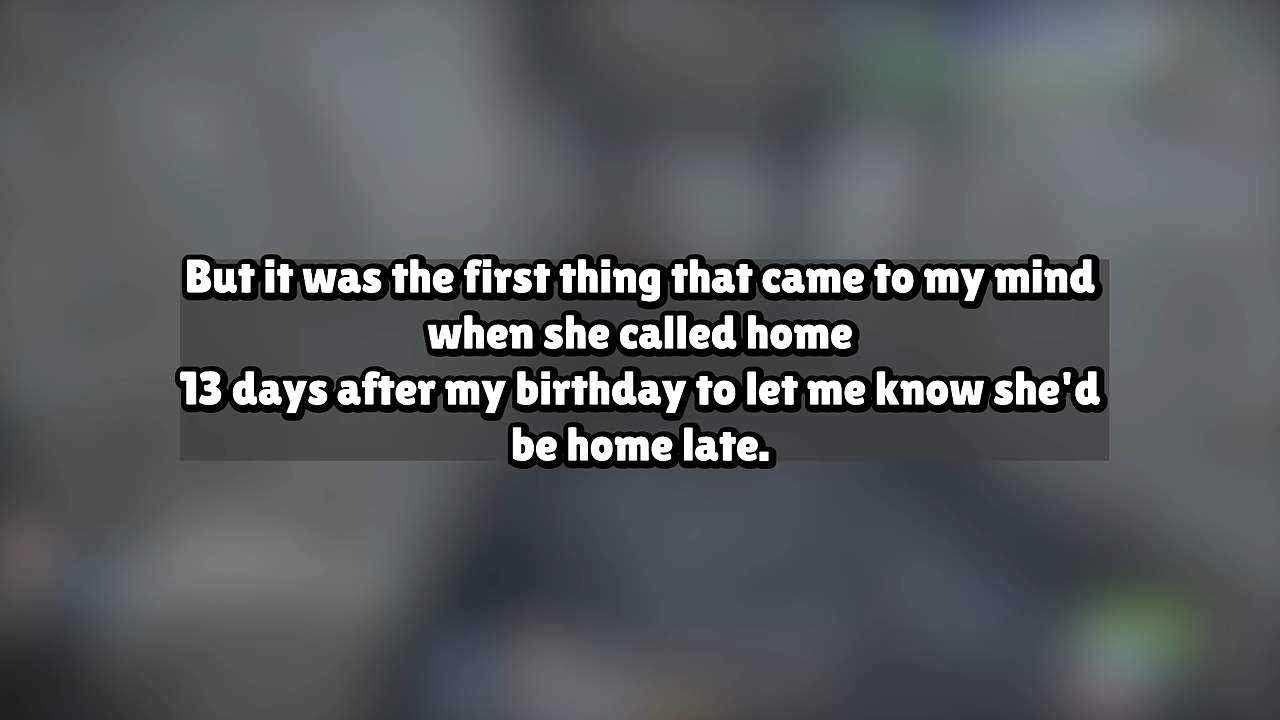 But it was the first thing that came to my mind
when she called home
13 days after my birthday to let me know she'd
be home late.